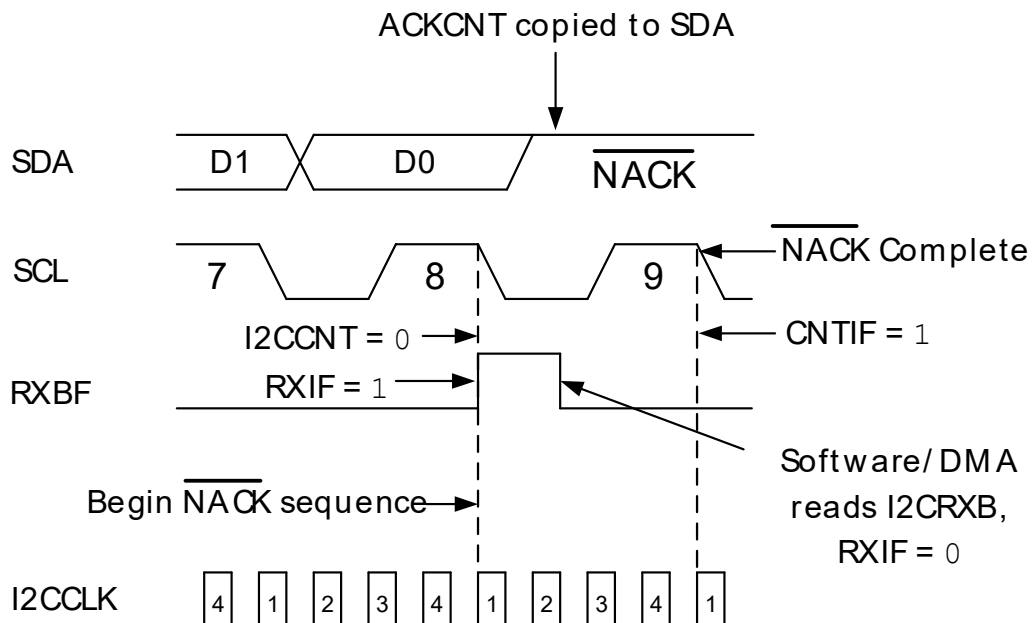 ACKCNT copied to SDA
SDA
D1
D0
NACK
SCL
7
8
9
NACK Complete
I2CCNT = 0
CNTIF = 1
RXBF
RXIF = 1
Begin NACK sequence
Software/DMA
reads I2CRXB,
RXIF = 0
I2CCLK
4 1 2 3 4 1 2 3 4 1